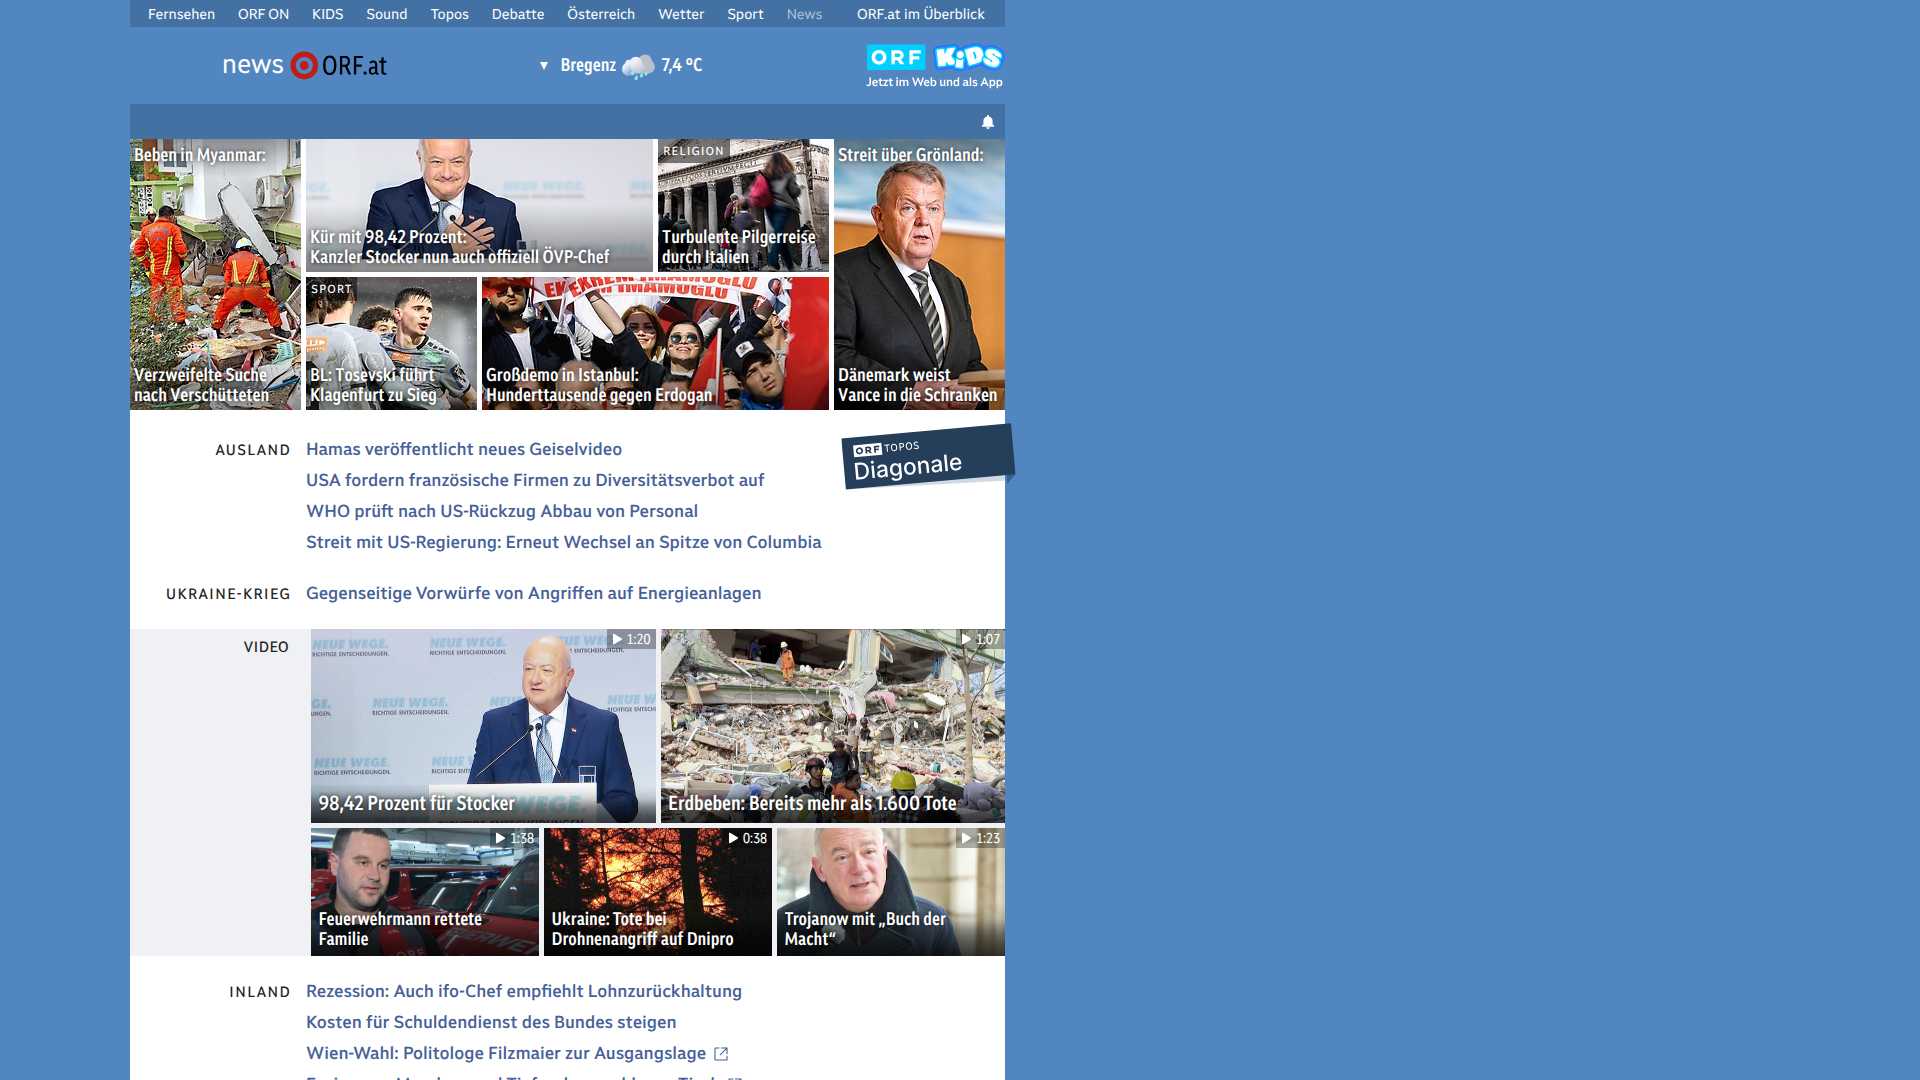 Fernsehen ORF ON KIDS Sound Topos Debatte Österreich Wetter Sport News ORF.at im Überblick
news ORF.at
Bregenz 7,4 °C
ORF KiDS
Jetzt im Web und als App
Beben in Myanmar:
Verzweifelte Suche
nach Verschütteten
NEUE WEGE.
Kür mit 98,42 Prozent:
Kanzler Stocker nun auch offiziell ÖVP-Chef
RELIGION
Turbulente Pilgerreise
durch Italien
Streit über Grönland:
Dänemark weist
Vance in die Schranken
SPORT
BL: Tosevski führt
Klagenfurt zu Sieg
EKREM IMAMOGLU
IMAMOGLU
Großdemo in Istanbul:
Hunderttausende gegen Erdogan
AUSLAND
Hamas veröffentlicht neues Geiselvideo
USA fordern französische Firmen zu Diversitätsverbot auf
WHO prüft nach US-Rückzug Abbau von Personal
Streit mit US-Regierung: Erneut Wechsel an Spitze von Columbia
ORF TOPOS
Diagonale
UKRAINE-KRIEG
Gegenseitige Vorwürfe von Angriffen auf Energieanlagen
VIDEO
1:20
NEUE WEGE.
RICHTIGE ENTSCHEIDUNGEN.
98,42 Prozent für Stocker
1:07
Erdbeben: Bereits mehr als 1.600 Tote
1:38
Feuerwehrmann rettete
Familie
0:38
Ukraine: Tote bei
Drohnenangriff auf Dnipro
1:23
Trojanow mit „Buch der
Macht“
INLAND
Rezession: Auch ifo-Chef empfiehlt Lohnzurückhaltung
Kosten für Schuldendienst des Bundes steigen
Wien-Wahl: Politologe Filzmaier zur Ausgangslage